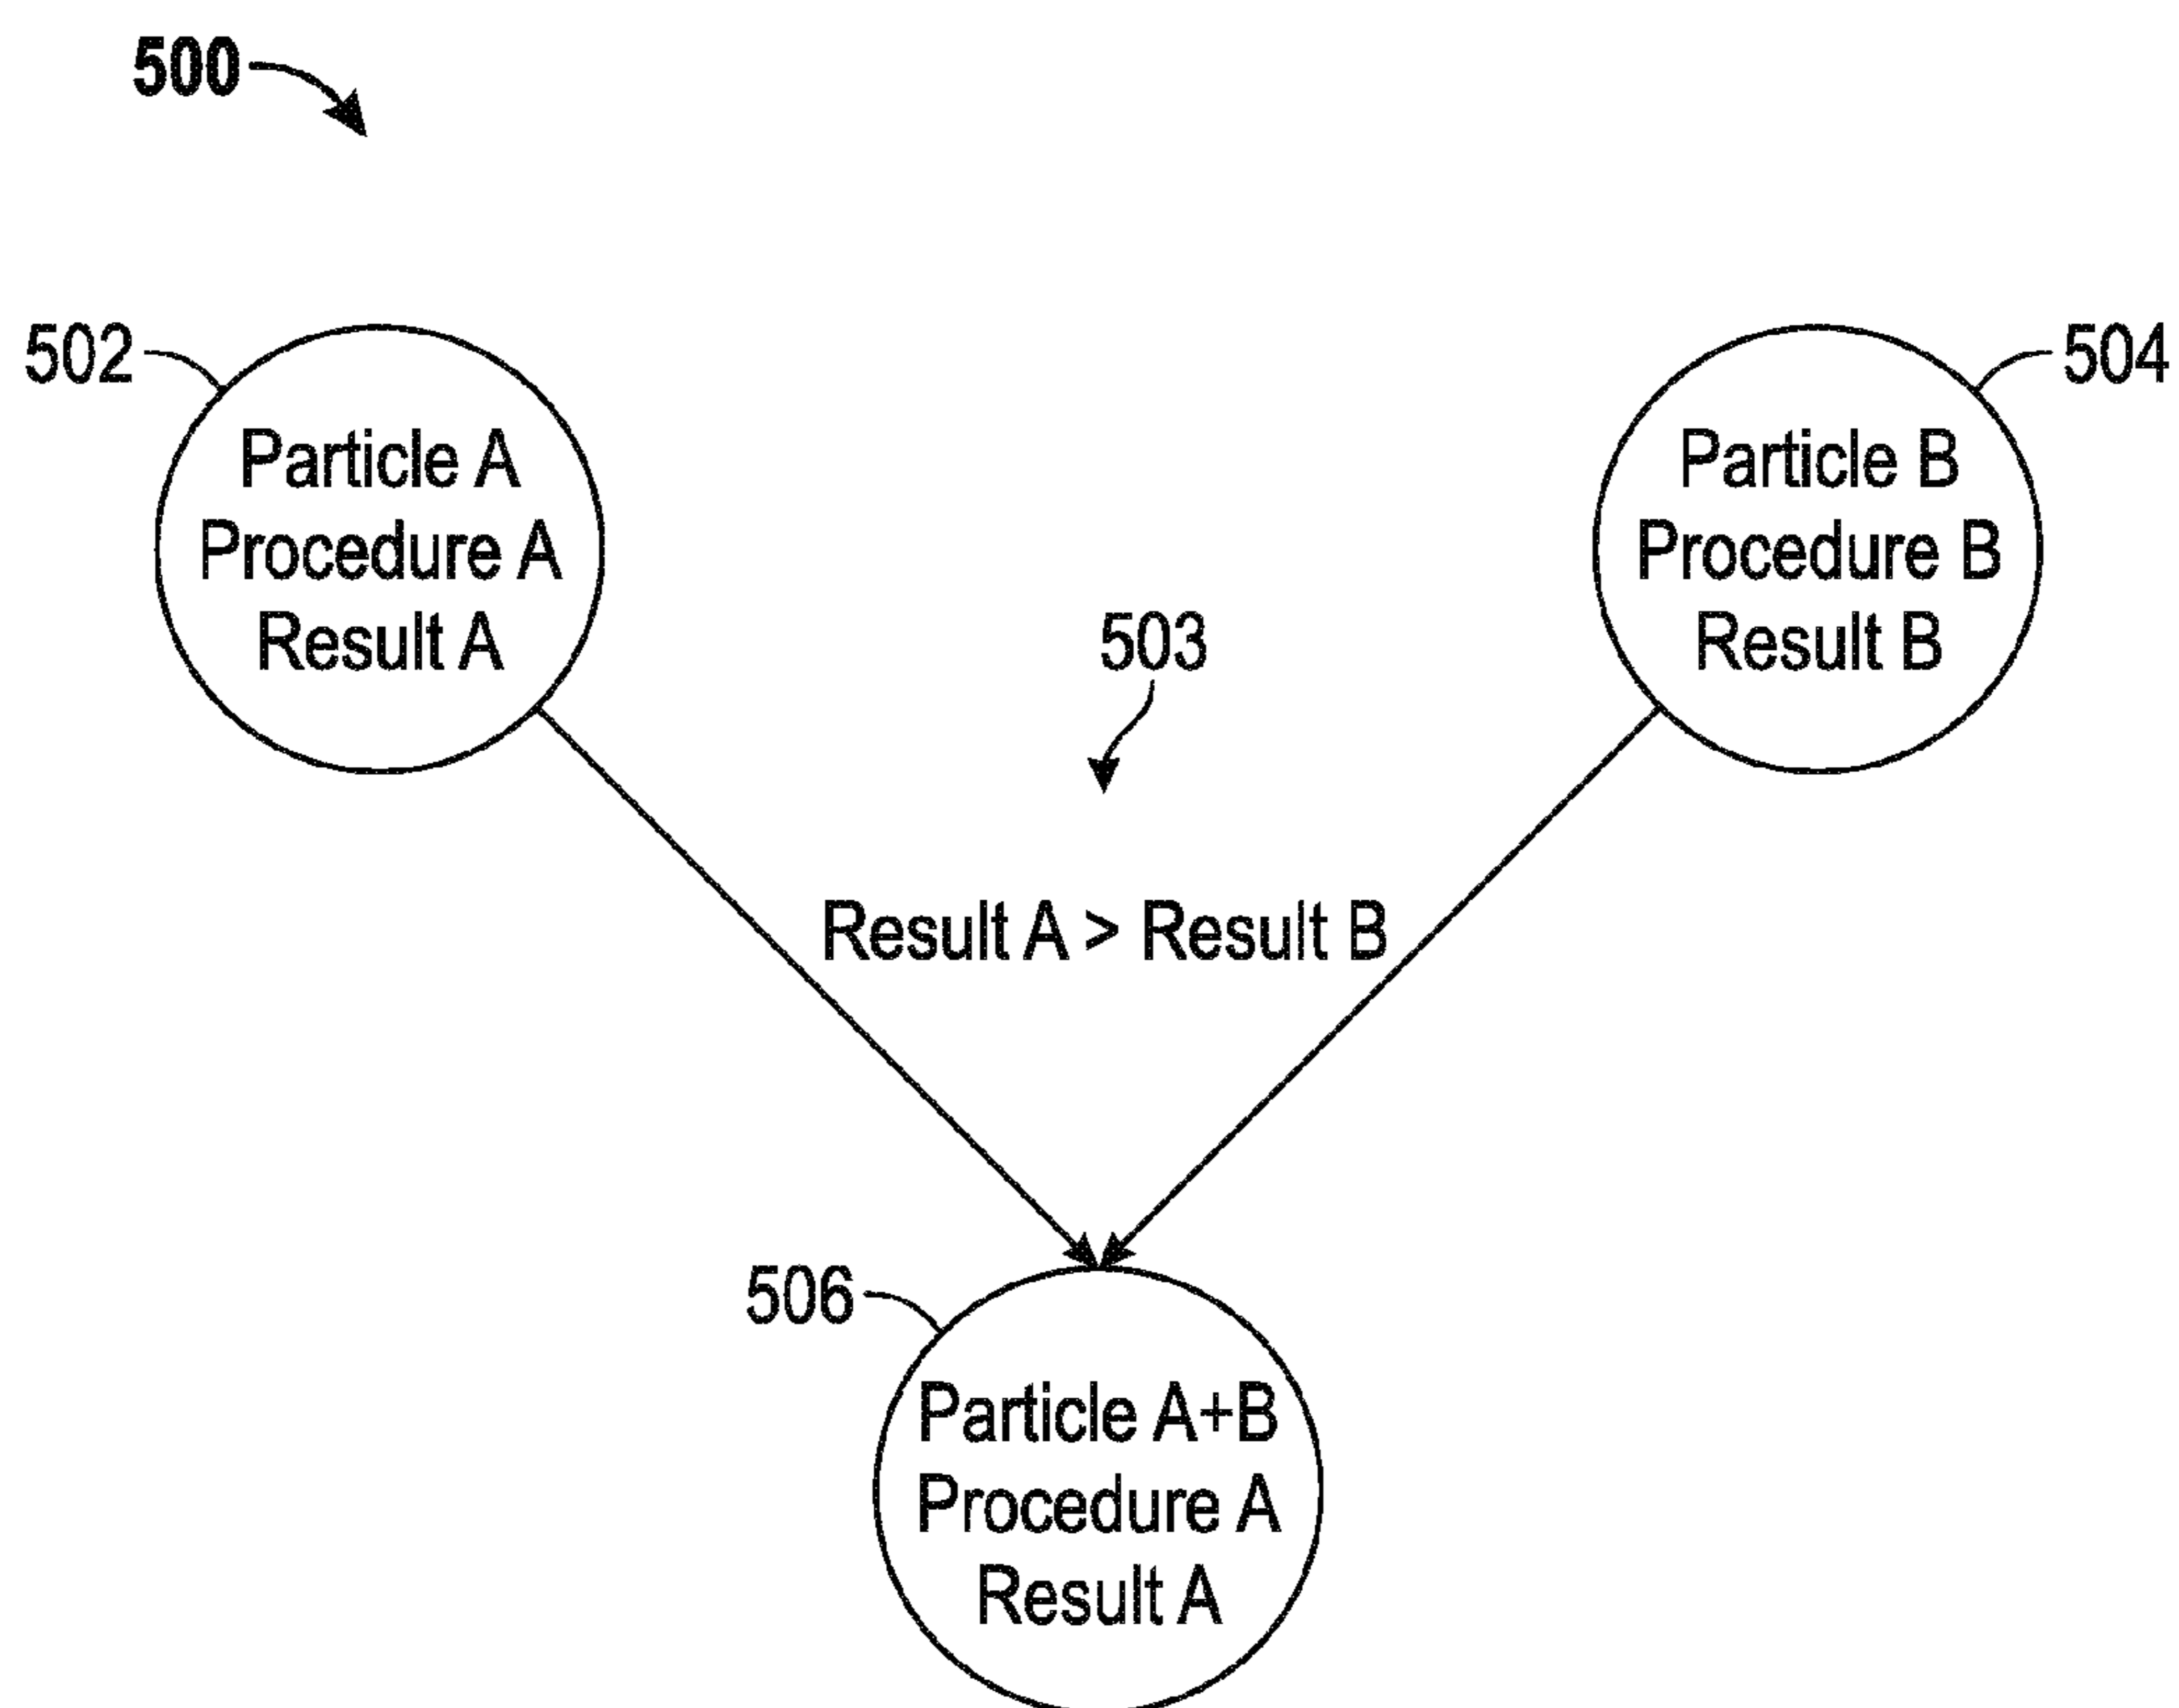 500
502
Particle A
Procedure A
Result A
504
Particle B
Procedure B
Result B
503
Result A > Result B
506
Particle A+B
Procedure A
Result A